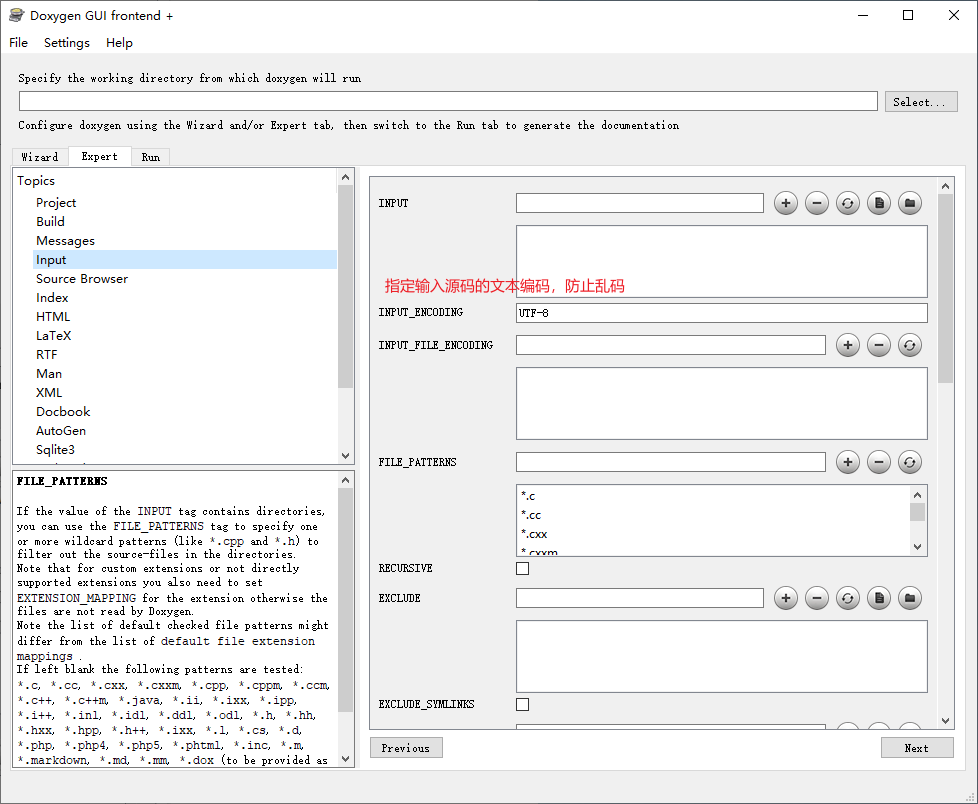 Doxygen GUI frontend +
File Settings Help
Specify the working directory from which doxygen will run
Select...
Configure doxygen using the Wizard and/or Expert tab, then switch to the Run tab to generate the documentation
Wizard Expert Run
Topics
Project
Build
Messages
Input
Source Browser
Index
HTML
LaTeX
RTF
Man
XML
Docbook
AutoGen
Sqlite3
FILE_PATTERNS
If the value of the INPUT tag contains directories,
you can use the FILE_PATTERNS tag to specify one
or more wildcard patterns (like *.cpp and *.h) to
filter out the source-files in the directories.
Note that for custom extensions or not directly
supported extensions you also need to set
EXTENSION_MAPPING for the extension otherwise the
files are not read by Doxygen.
Note the list of default checked file patterns might
differ from the list of default file extension
mappings .
If left blank the following patterns are tested:
*.c, *.cc, *.cxx, *.cxxm, *.cpp, *.cppm, *.ccm,
*.c++, *.c++m, *.java, *.ii, *.ixx, *.ipp,
*.i++, *.inl, *.idl, *.ddl, *.odl, *.h, *.hh,
*.hxx, *.hpp, *.h++, *.ixx, *.l, *.cs, *.d,
*.php, *.php4, *.php5, *.phtml, *.inc, *.m,
*.markdown, *.md, *.mm, *.dox (to be provided as
INPUT
指定输入源码的文本编码，防止乱码
INPUT_ENCODING UTF-8
INPUT_FILE_ENCODING
FILE_PATTERNS
*.c
*.cc
*.cxx
*.cxxm
RECURSIVE
EXCLUDE
EXCLUDE_SYMLINKS
Previous Next